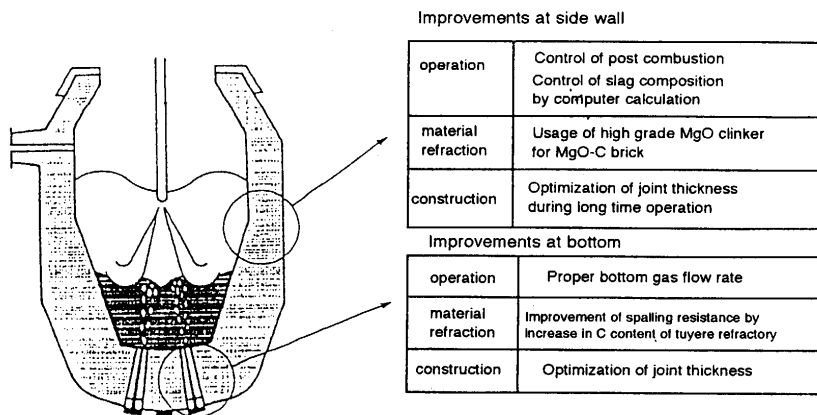 Improvements at side wall
operation
Control of post combustion
Control of slag composition
by computer calculation
material
refraction
Usage of high grade MgO clinker
for MgO-C brick
construction
Optimization of joint thickness
during long time operation
Improvements at bottom
operation
Proper bottom gas flow rate
material
refraction
Improvement of spalling resistance by
increase in C content of tuyere refractory
construction
Optimization of joint thickness